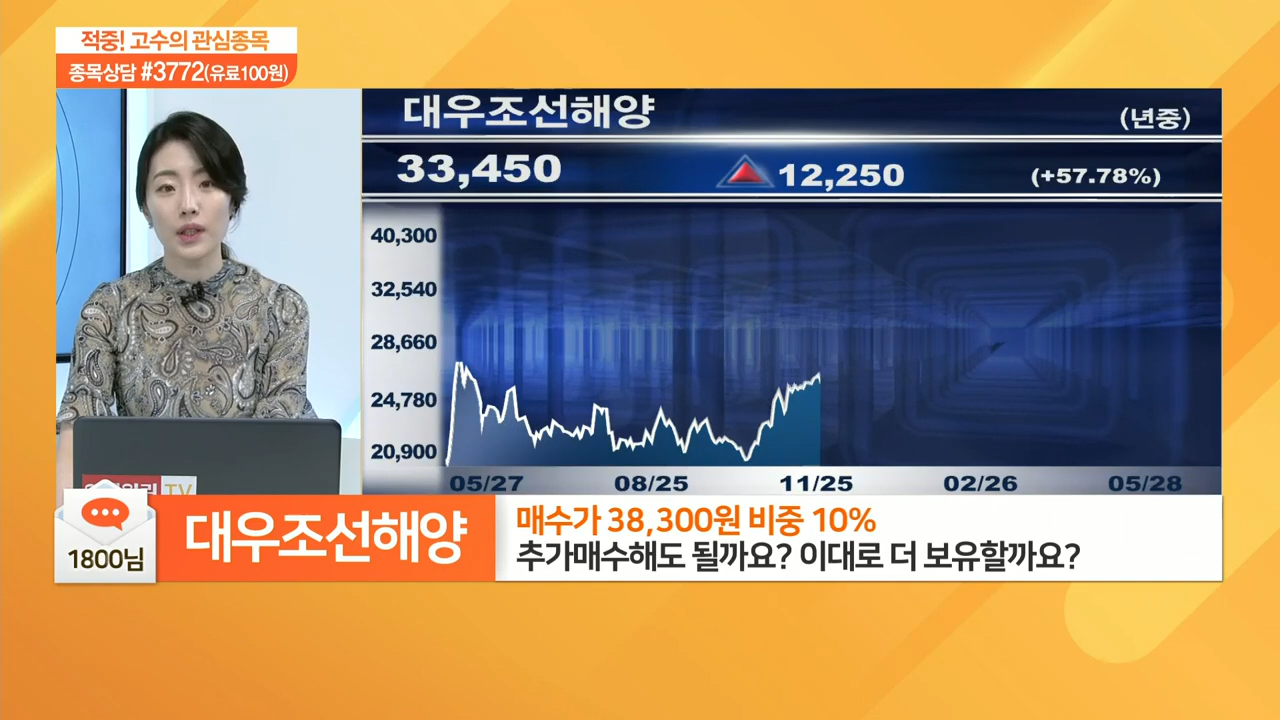 적중! 고수의 관심종목
종목상담 #3772(유료100원)
대우조선해양
(년중)
33,450
12,250
(+57.78%)
40,300
32,540
28,660
24,780
20,900
05/27 08/25 11/25 02/26 05/28
TV
1800님
대우조선해양
매수가 38,300원 비중 10%
추가매수해도 될까요? 이대로 더 보유할까요?